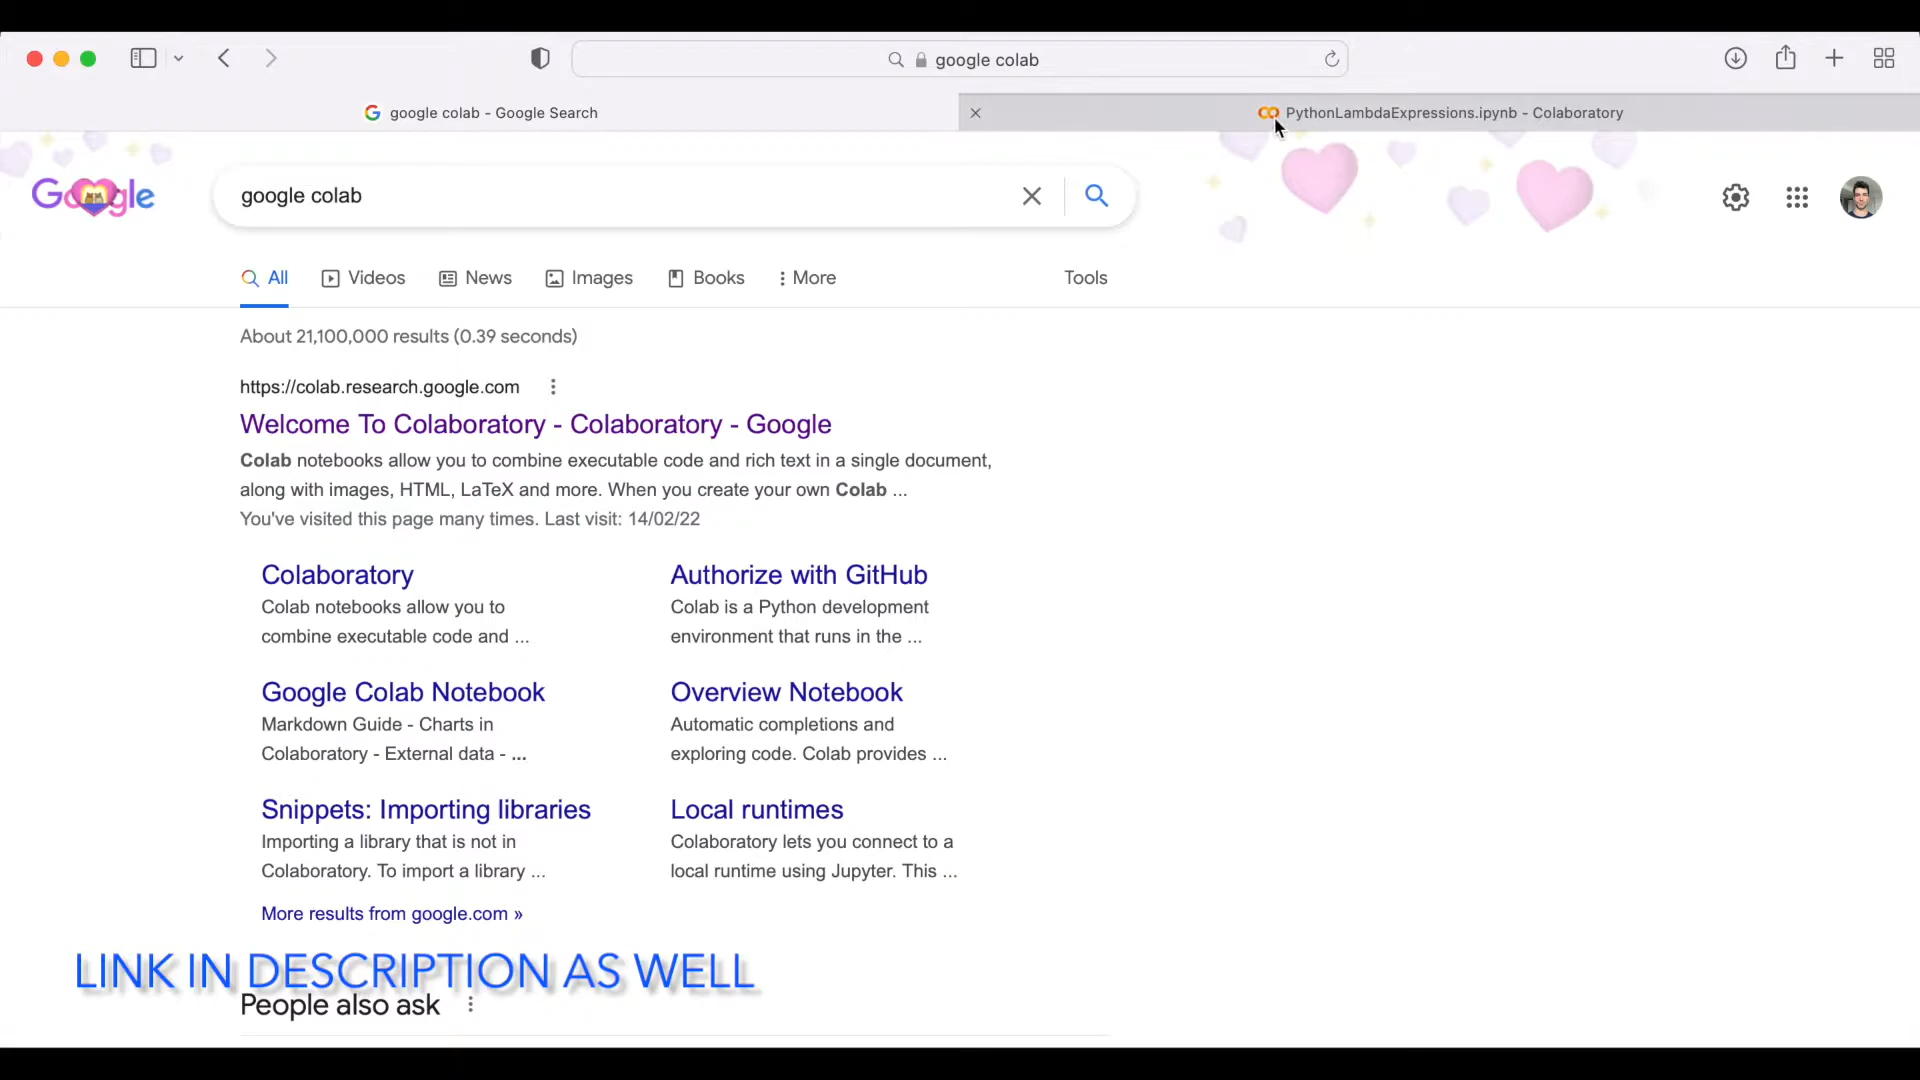 google colab
google colab - Google Search
PythonLambdaExpressions.ipynb - Colaboratory
Google
google colab
All
Videos
News
Images
Books
More
Tools
About 21,100,000 results (0.39 seconds)
https://colab.research.google.com
Welcome To Colaboratory - Colaboratory - Google
Colab notebooks allow you to combine executable code and rich text in a single document,
along with images, HTML, LaTeX and more. When you create your own Colab ...
You've visited this page many times. Last visit: 14/02/22
Colaboratory
Colab notebooks allow you to
combine executable code and ...
Authorize with GitHub
Colab is a Python development
environment that runs in the ...
Google Colab Notebook
Markdown Guide - Charts in
Colaboratory - External data - ...
Overview Notebook
Automatic completions and
exploring code. Colab provides ...
Snippets: Importing libraries
Importing a library that is not in
Colaboratory. To import a library ...
Local runtimes
Colaboratory lets you connect to a
local runtime using Jupyter. This ...
More results from google.com »
LINK IN DESCRIPTION AS WELL
People also ask